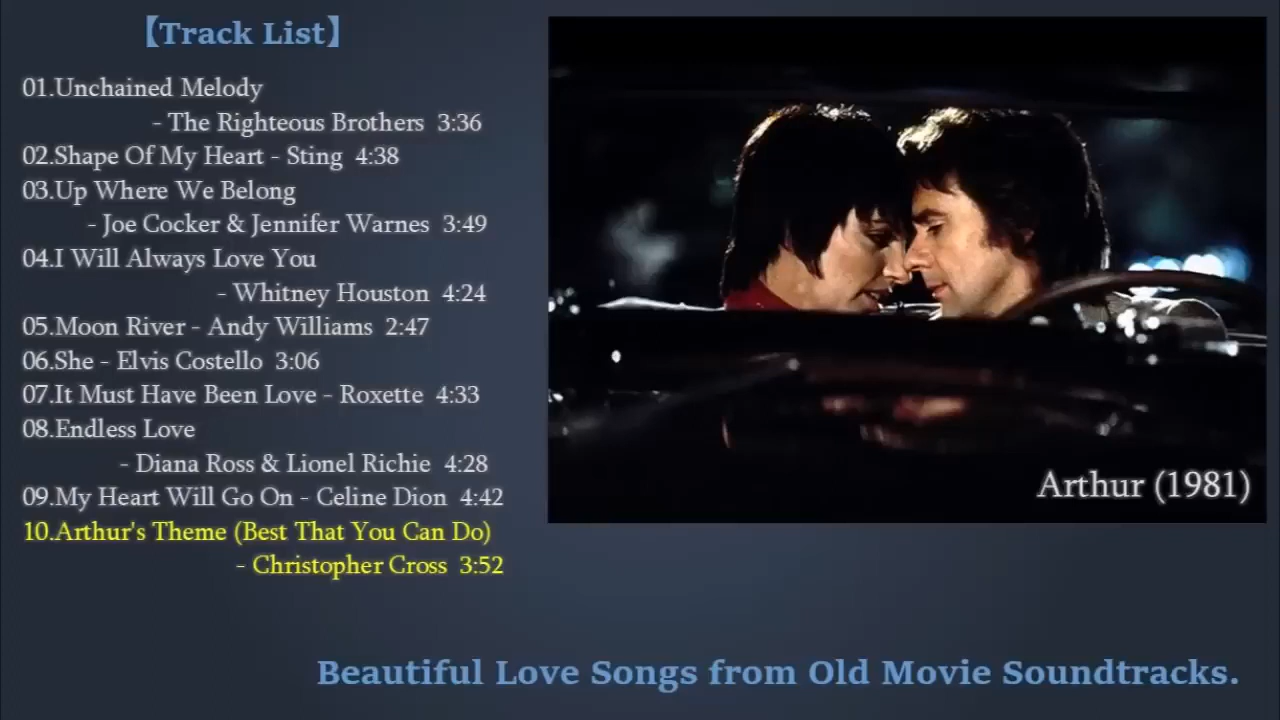 【Track List】
01.Unchained Melody
- The Righteous Brothers 3:36
02.Shape Of My Heart - Sting 4:38
03.Up Where We Belong
- Joe Cocker & Jennifer Warnes 3:49
04.I Will Always Love You
- Whitney Houston 4:24
05.Moon River - Andy Williams 2:47
06.She - Elvis Costello 3:06
07.It Must Have Been Love - Roxette 4:33
08.Endless Love
- Diana Ross & Lionel Richie 4:28
09.My Heart Will Go On - Celine Dion 4:42
10.Arthur's Theme (Best That You Can Do)
- Christopher Cross 3:52
Arthur (1981)
Beautiful Love Songs from Old Movie Soundtracks.